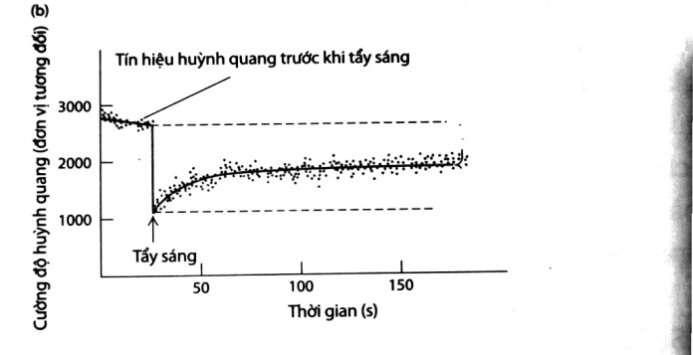 (b)
Cường độ huỳnh quang (đơn vị tương đối)
Tín hiệu huỳnh quang trước khi tẩy sáng
3000
2000
1000
Tẩy sáng
50
100
150
Thời gian (s)